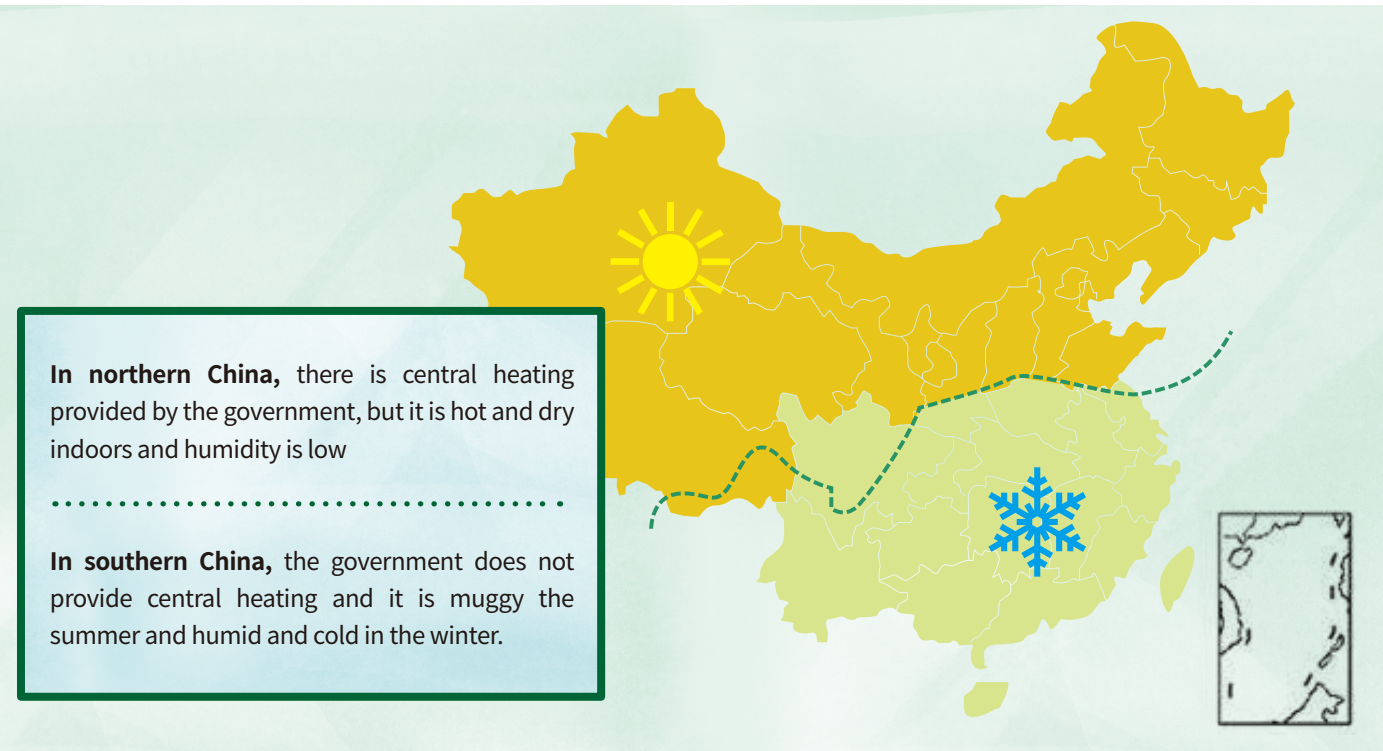 In northern China, there is central heating
provided by the government, but it is hot and dry
indoors and humidity is low
In southern China, the government does not
provide central heating and it is muggy the
summer and humid and cold in the winter.